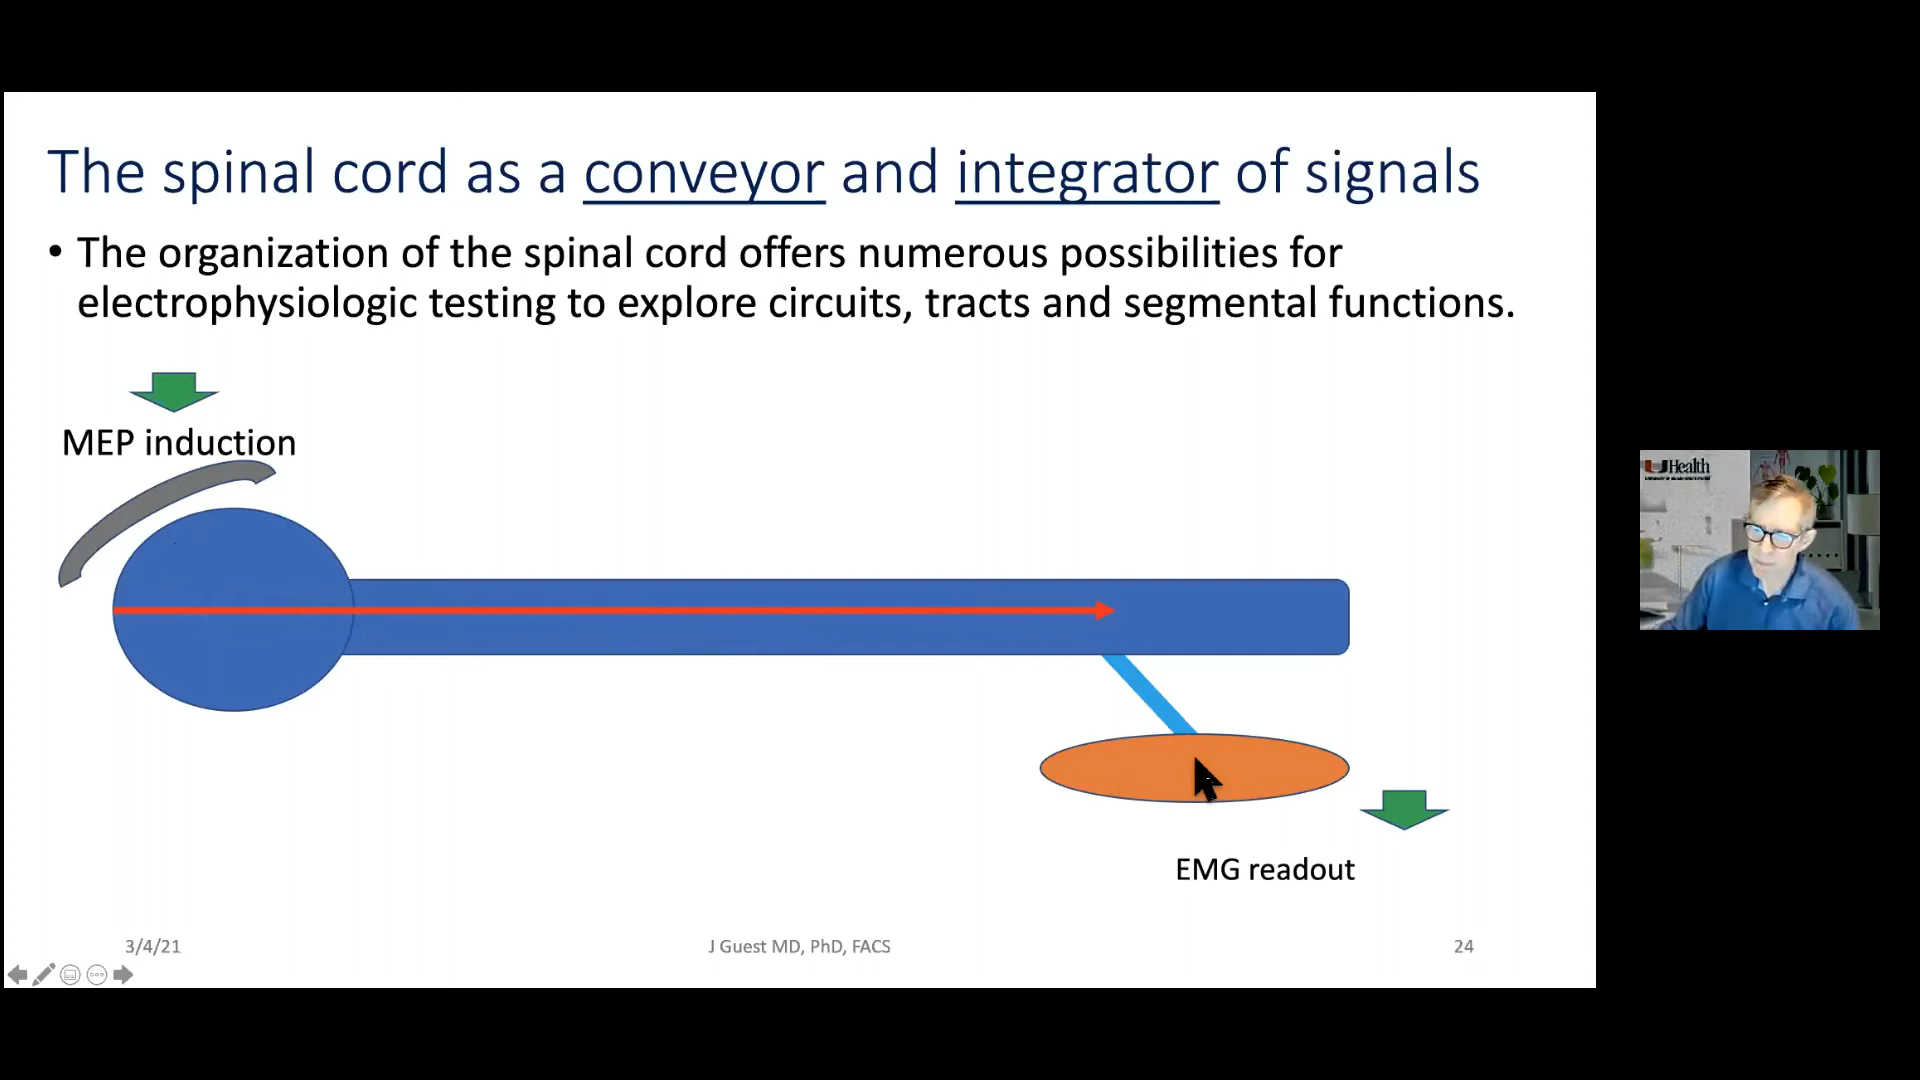 The spinal cord as a conveyor and integrator of signals
• The organization of the spinal cord offers numerous possibilities for
electrophysiologic testing to explore circuits, tracts and segmental functions.
MEP induction
UHealth
EMG readout
3/4/21
J Guest MD, PhD, FACS
24